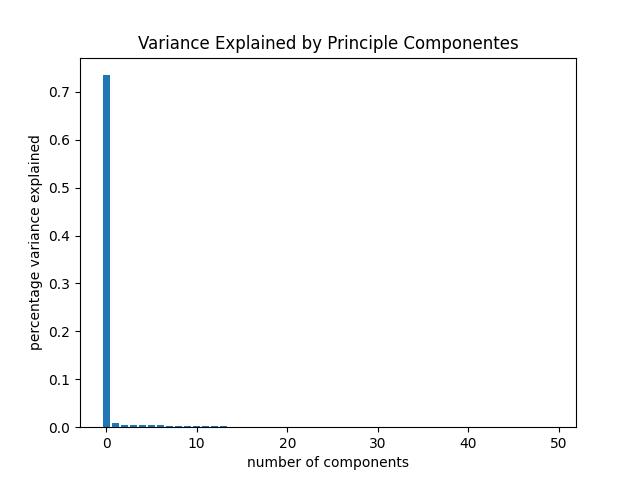 Variance Explained by Principle Componentes
percentage variance explained
0.7
0.6
0.5
0.4
0.3
0.2
0.1
0.0
0 10 20 30 40 50
number of components